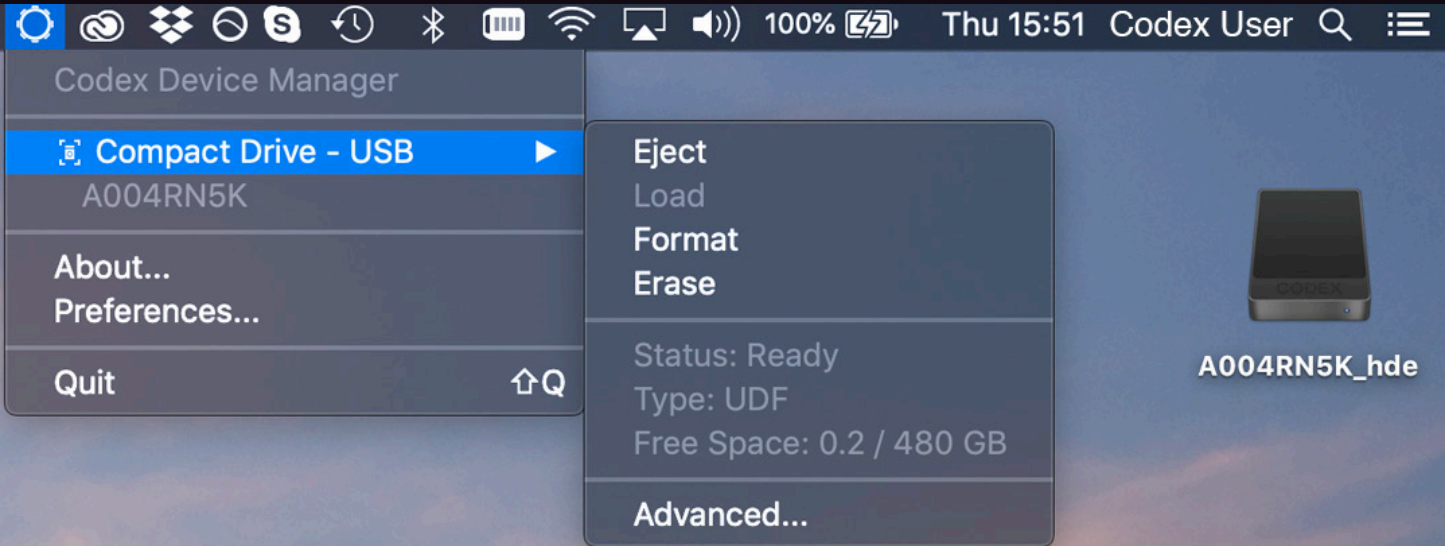 100% Thu 15:51 Codex User
Codex Device Manager
Compact Drive - USB
A004RN5K
About...
Preferences...
Quit ⇧Q
Eject
Load
Format
Erase
Status: Ready
Type: UDF
Free Space: 0.2 / 480 GB
Advanced...
CODEX
A004RN5K_hde